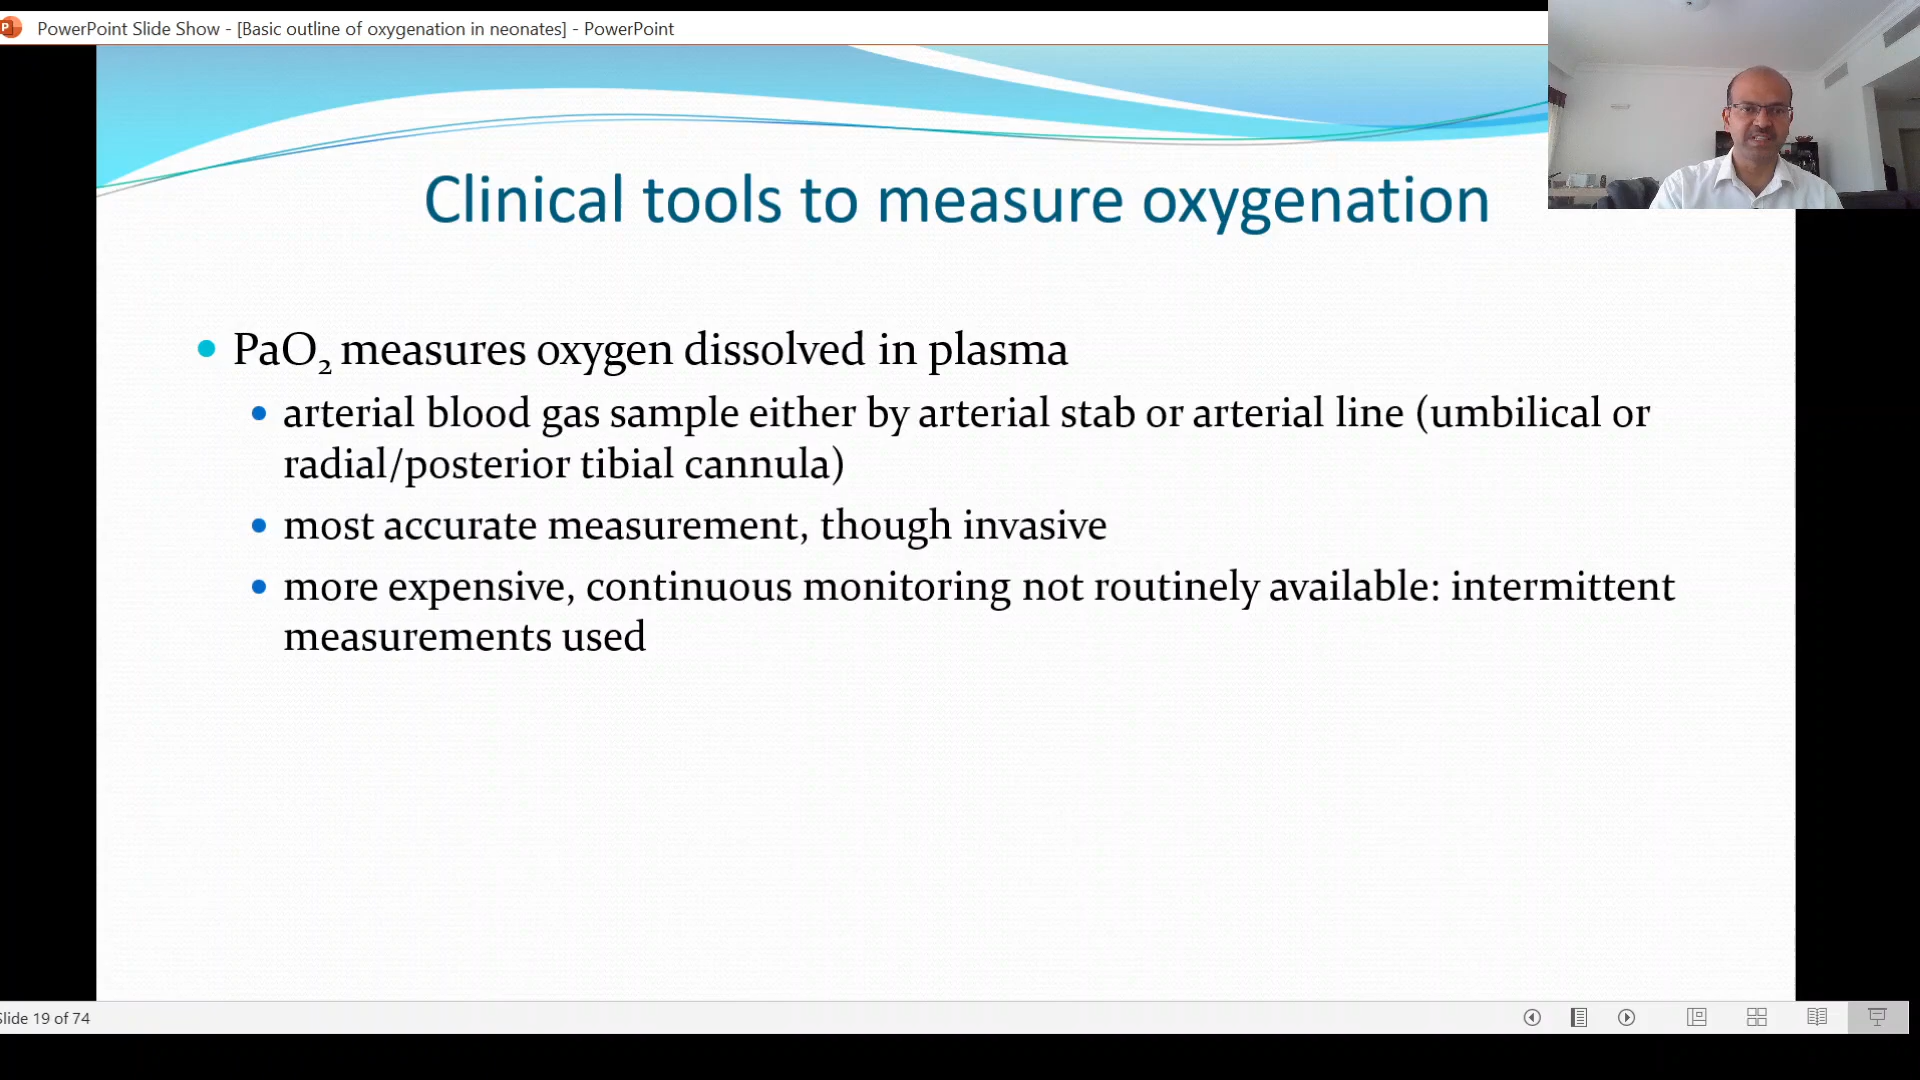 PowerPoint Slide Show - [Basic outline of oxygenation in neonates] - PowerPoint
Clinical tools to measure oxygenation
• PaO₂ measures oxygen dissolved in plasma
• arterial blood gas sample either by arterial stab or arterial line (umbilical or
radial/posterior tibial cannula)
• most accurate measurement, though invasive
• more expensive, continuous monitoring not routinely available: intermittent
measurements used
Slide 19 of 74